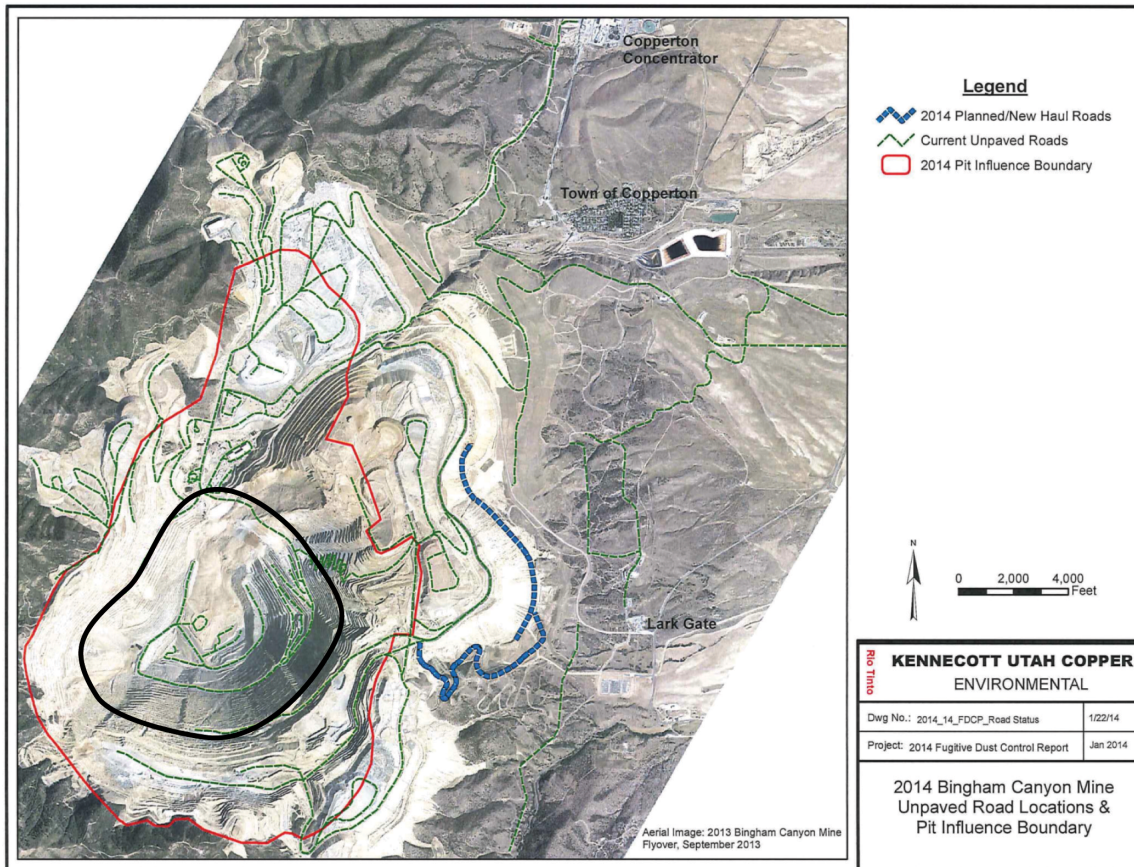 Copperton
Concentrator
Town of Copperton
Lark Gate
Aerial Image: 2013 Bingham Canyon Mine
Flyover, September 2013
Legend
2014 Planned/New Haul Roads
Current Unpaved Roads
2014 Pit Influence Boundary
N
0 2,000 4,000
Feet
Rio Tinto
KENNECOTT UTAH COPPER
ENVIRONMENTAL
Dwg No.: 2014_14_FDCP_Road Status 1/22/14
Project: 2014 Fugitive Dust Control Report Jan 2014
2014 Bingham Canyon Mine
Unpaved Road Locations &
Pit Influence Boundary